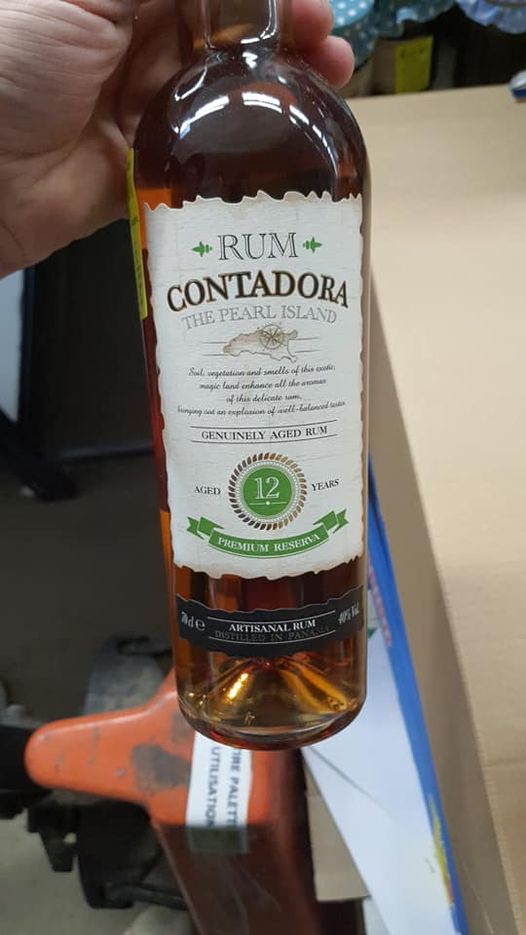 RUM
CONTADORA
THE PEARL ISLAND
Soil, vegetation and smells of this exotic,
magic land enhance all the aromas
of this delicate rum,
bringing out an explosion of well-balanced tastes.
GENUINELY AGED RUM
AGED 12 YEARS
PREMIUM RESERVA
70cl e ARTISANAL RUM 40% Vol.
DISTILLED IN PANAMA
PALETTE
UTILISATION